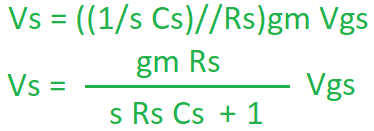 Vs = ((1/s Cs)//Rs)gm Vgs
gm Rs
Vs = Vgs
s Rs Cs + 1